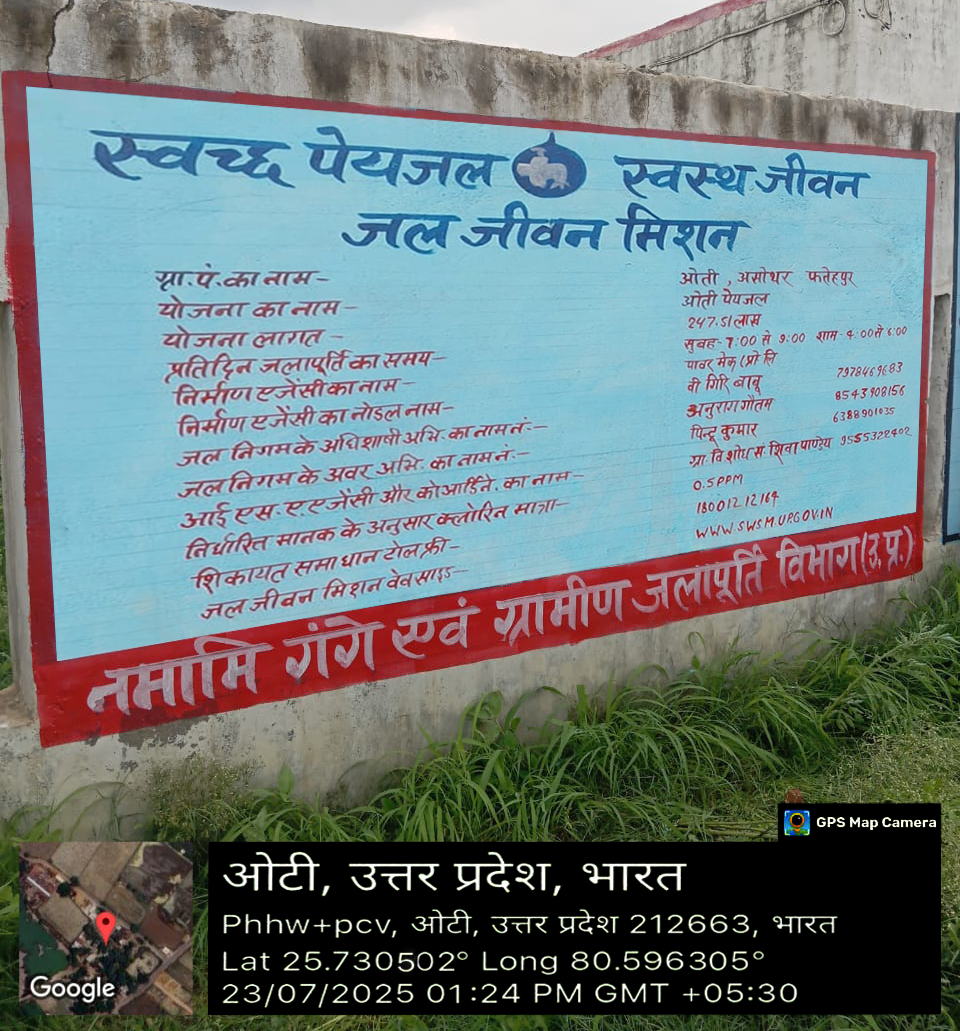 स्वच्छ पेयजल स्वस्थ जीवन
जल जीवन मिशन
ग्रा.पं.का नाम- ओती, असोथर फतेहपुर
योजना का नाम- ओती पेयजल
योजना लागत- 247.51 लाख
प्रतिदिन जलापूर्ति का समय- सुबह-7:00 से 9:00 शाम-4:00 से 6:00
निर्माण एजेंसी का नाम- पावर मेक (प्रो लि
निर्माण एजेंसी का नोडल नाम- वी गिरि बाबू 7978469683
जल निगम के अधिशाषी अभि. का नाम नं:- अनुराग गौतम 8543908156
जल निगम के अवर अभि. का नाम नं:- पिन्टू कुमार 6388901035
आई एस.ए.एजेंसी और कोआर्डिने. का नाम- ग्रा.वि शोध स. शिवा पाण्डेय 9555322402
निर्धारित मानक के अनुसार क्लोरिन मात्रा- 0.5 PPM
शिकायत समाधान टोल फ्री- 18001212164
जल जीवन मिशन वेवसाइड- WWW.SWSM.UP.GOV.IN
नमामि गंगे एवं ग्रामीण जलापूर्ति विभाग (उ.प्र.)
GPS Map Camera
ओटी, उत्तर प्रदेश, भारत
Phhw+pcv, ओटी, उत्तर प्रदेश 212663, भारत
Lat 25.730502° Long 80.596305°
23/07/2025 01:24 PM GMT +05:30
Google